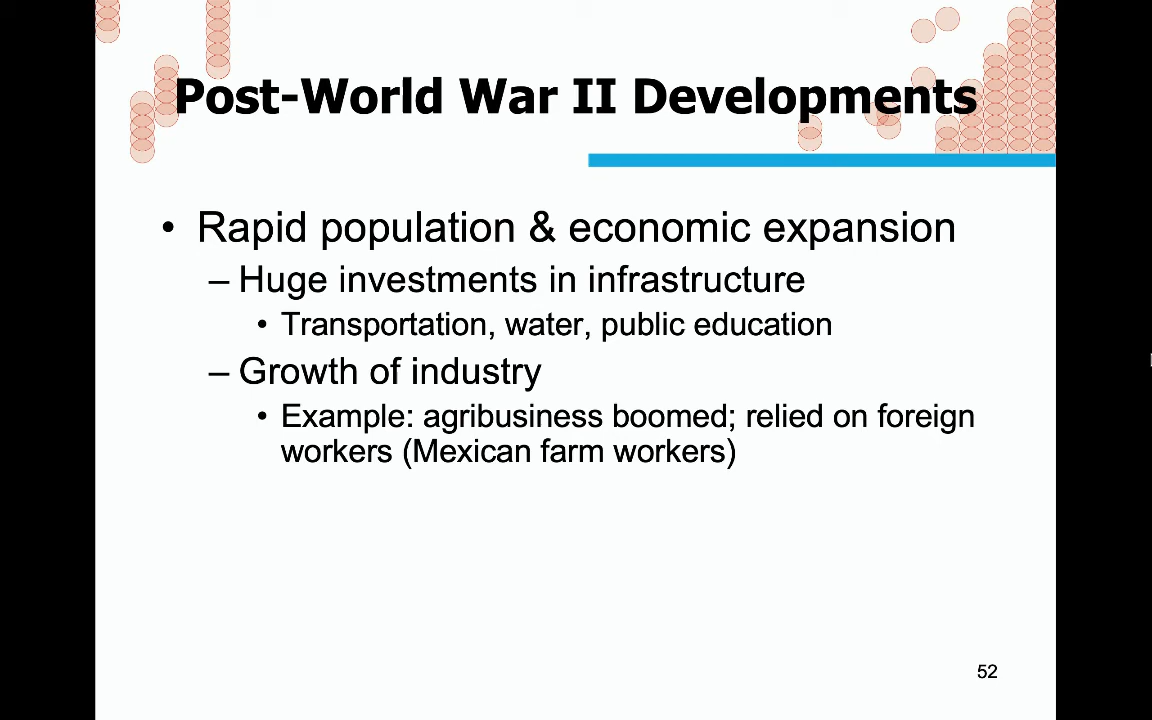 Post-World War II Developments
• Rapid population & economic expansion
– Huge investments in infrastructure
• Transportation, water, public education
– Growth of industry
• Example: agribusiness boomed; relied on foreign
workers (Mexican farm workers)
52